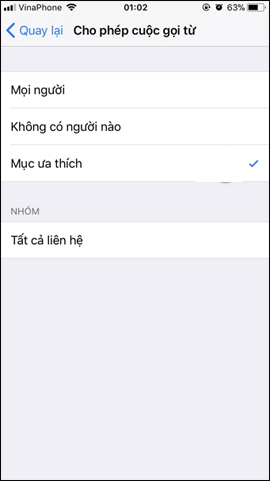 VinaPhone 01:02 63%
Quay lại Cho phép cuộc gọi từ
Mọi người
Không có người nào
Mục ưa thích
NHÓM
Tất cả liên hệ